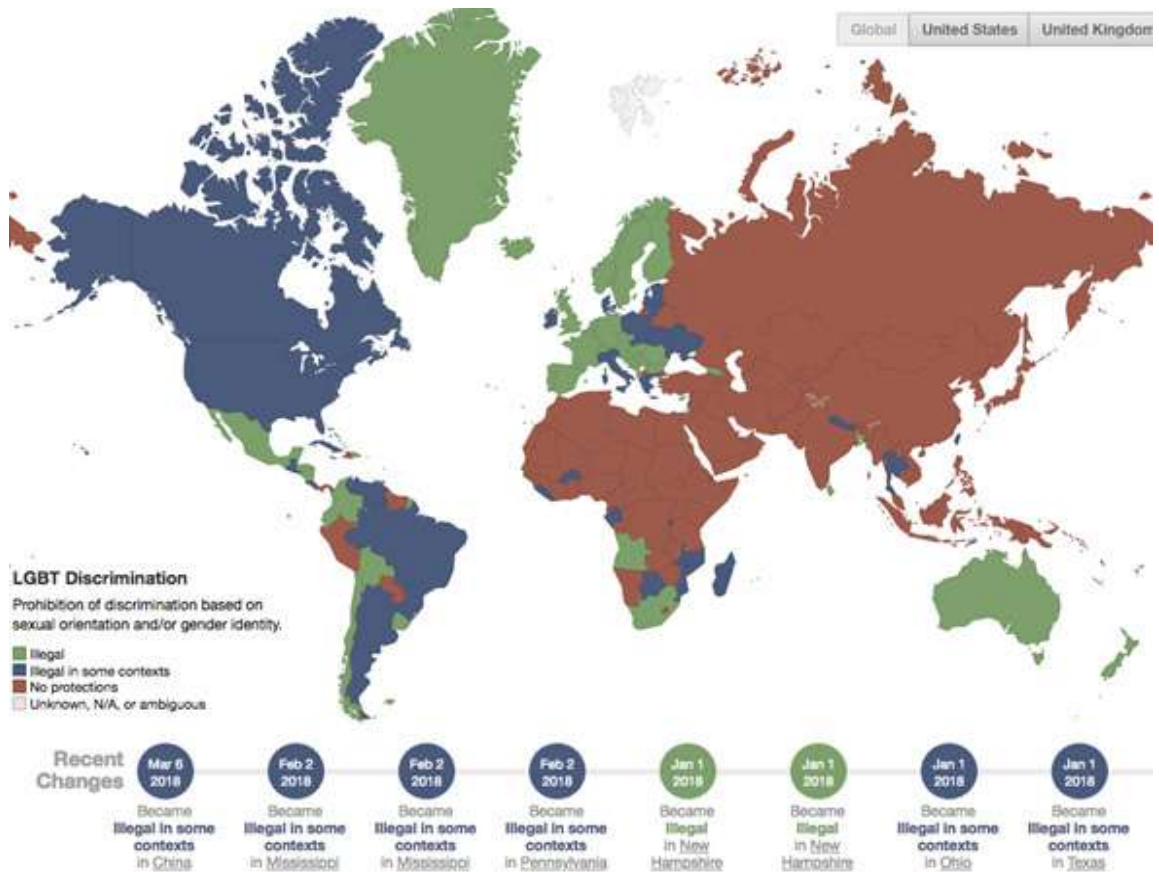 Global United States United Kingdom
LGBT Discrimination
Prohibition of discrimination based on
sexual orientation and/or gender identity.
Illegal
Illegal in some contexts
No protections
Unknown, N/A, or ambiguous
Recent
Changes
Mar 6
2018
Became
Illegal in some
contexts
in China
Feb 2
2018
Became
Illegal in some
contexts
in Mississippi
Feb 2
2018
Became
Illegal in some
contexts
in Mississippi
Feb 2
2018
Became
Illegal in some
contexts
in Pennsylvania
Jan 1
2018
Became
Illegal
in New
Hampshire
Jan 1
2018
Became
Illegal
in New
Hampshire
Jan 1
2018
Became
Illegal in some
contexts
in Ohio
Jan 1
2018
Became
Illegal in some
contexts
in Texas